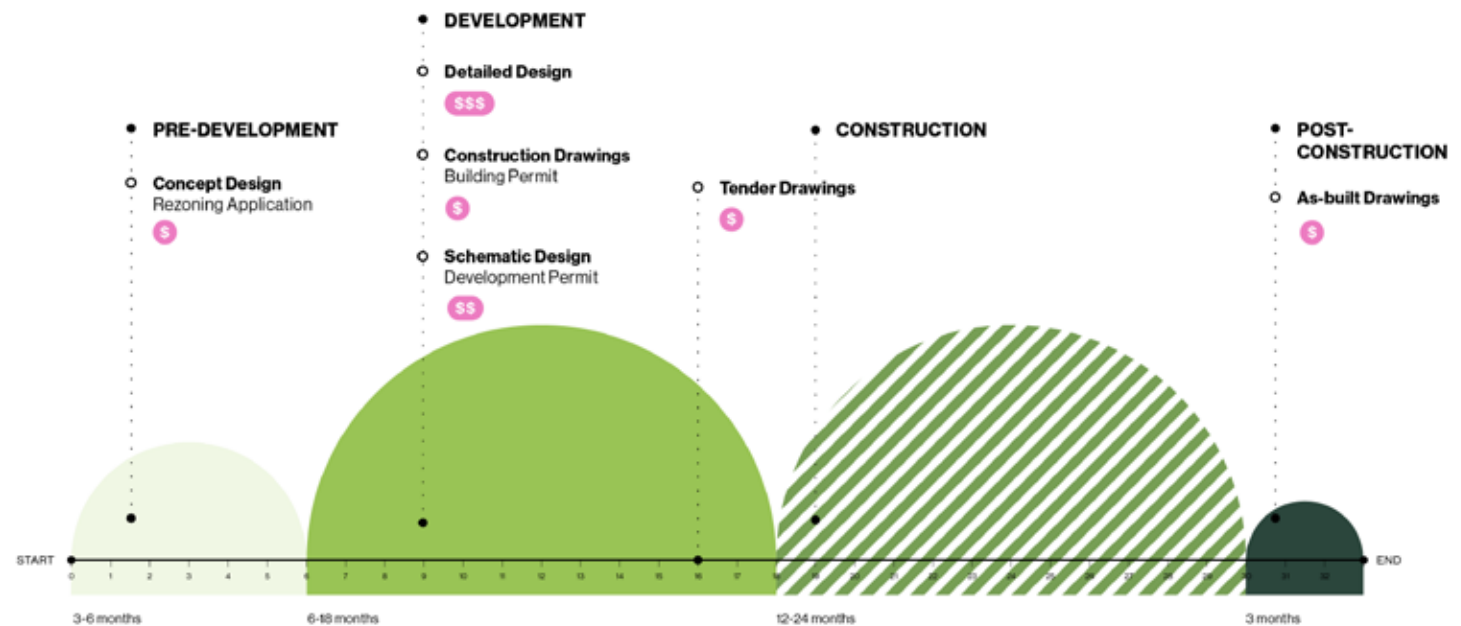 DEVELOPMENT
Detailed Design
$$$
PRE-DEVELOPMENT
CONSTRUCTION
POST-
CONSTRUCTION
Construction Drawings
Building Permit
$
Concept Design
Rezoning Application
$
Tender Drawings
$
As-built Drawings
$
Schematic Design
Development Permit
$$
START
END
0 1 2 3 4 5 6 7 8 9 10 11 12 13 14 15 16 17 18 19 20 21 22 23 24 25 26 27 28 29 30 31 32
3-6 months
6-18 months
12-24 months
3 months